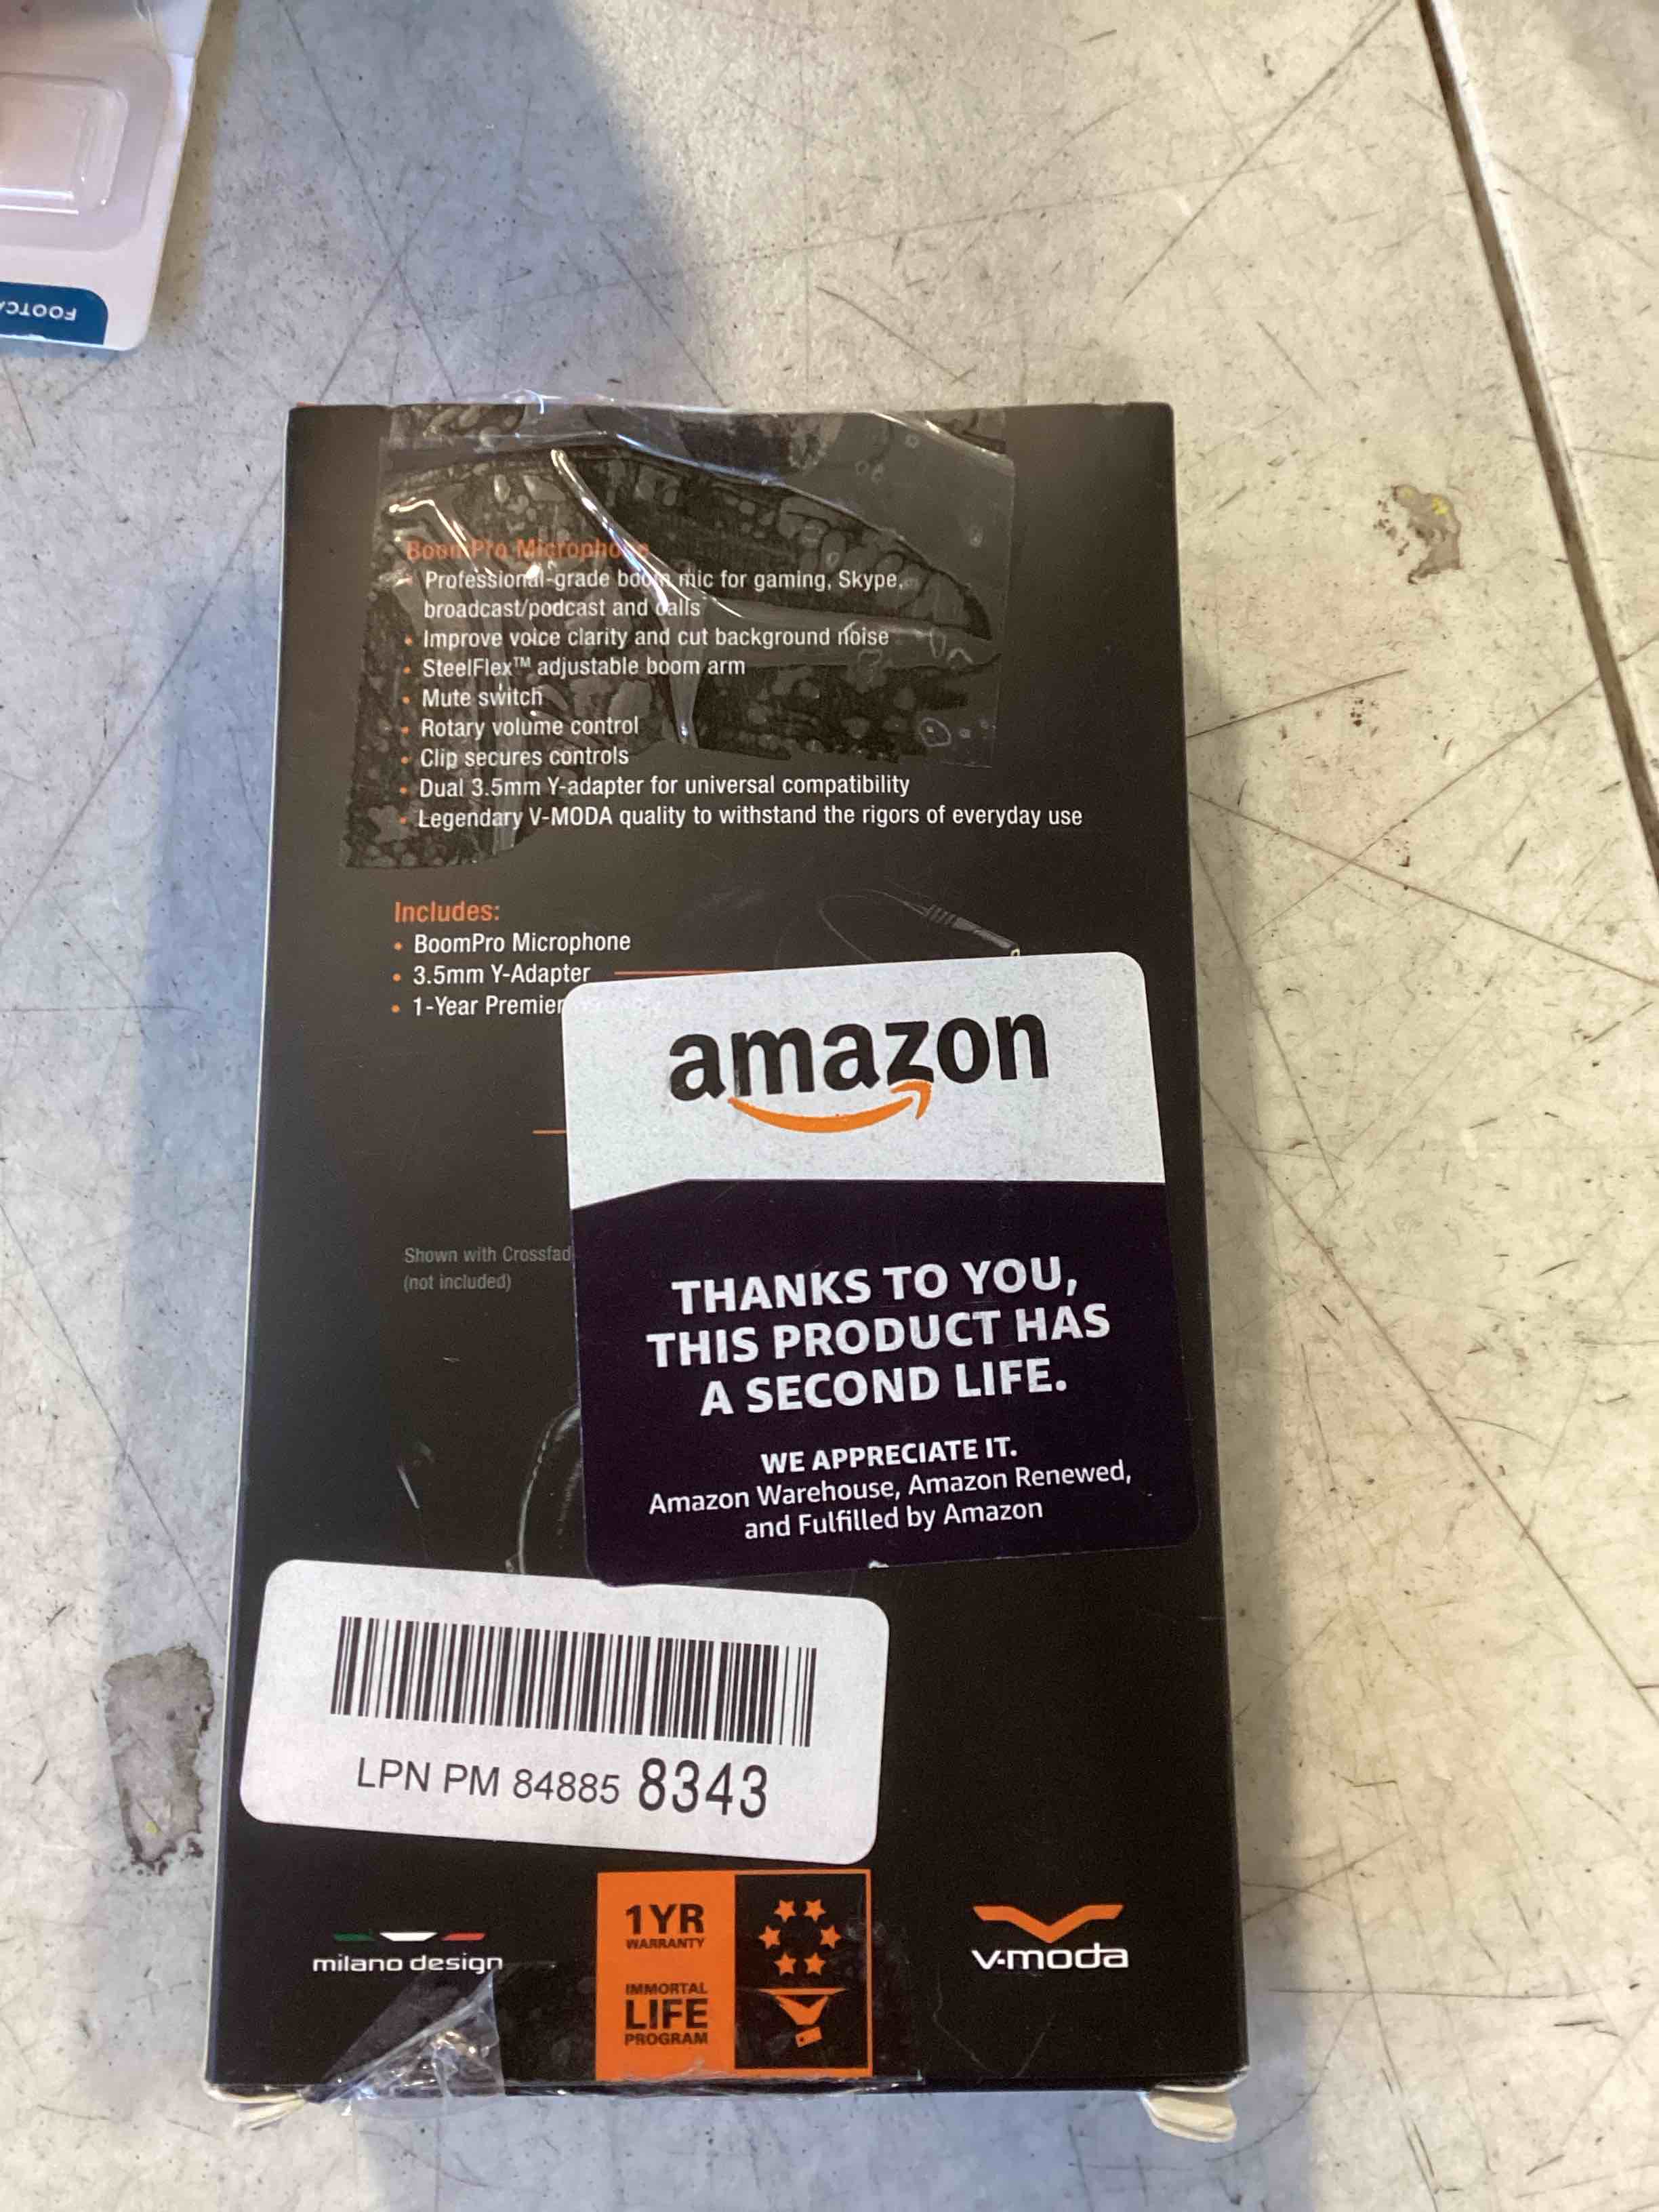 FOOTC
BoomPro Microphone
Professional-grade boom mic for gaming, Skype,
broadcast/podcast and calls
• Improve voice clarity and cut background noise
• SteelFlex™ adjustable boom arm
• Mute switch
• Rotary volume control
• Clip secures controls
• Dual 3.5mm Y-adapter for universal compatibility
• Legendary V-MODA quality to withstand the rigors of everyday use
Includes:
• BoomPro Microphone
• 3.5mm Y-Adapter
• 1-Year Premier
amazon
Shown with Crossfad
(not included)
THANKS TO YOU,
THIS PRODUCT HAS
A SECOND LIFE.
WE APPRECIATE IT.
Amazon Warehouse, Amazon Renewed,
and Fulfilled by Amazon
LPN PM 84885 8343
milano design
1YR
WARRANTY
IMMORTAL
LIFE
PROGRAM
v-moda